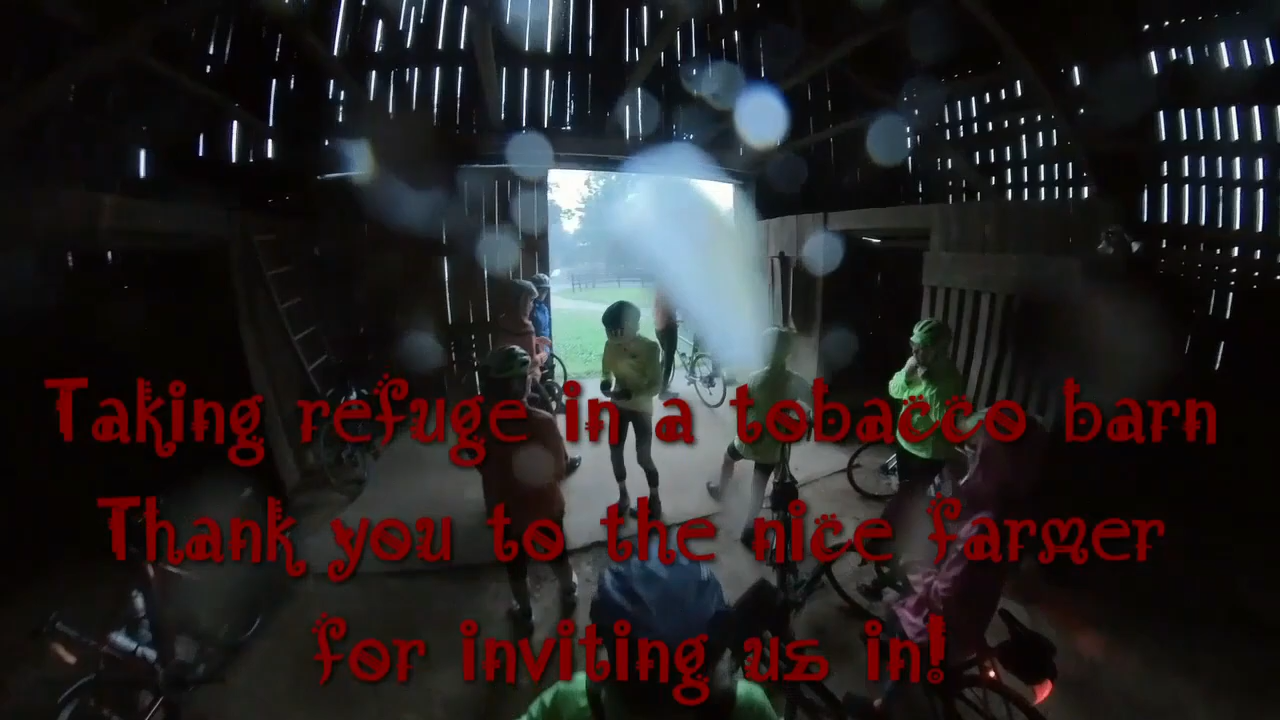 Taking refuge in a tobacco barn
Thank you to the nice farmer
for inviting us in!